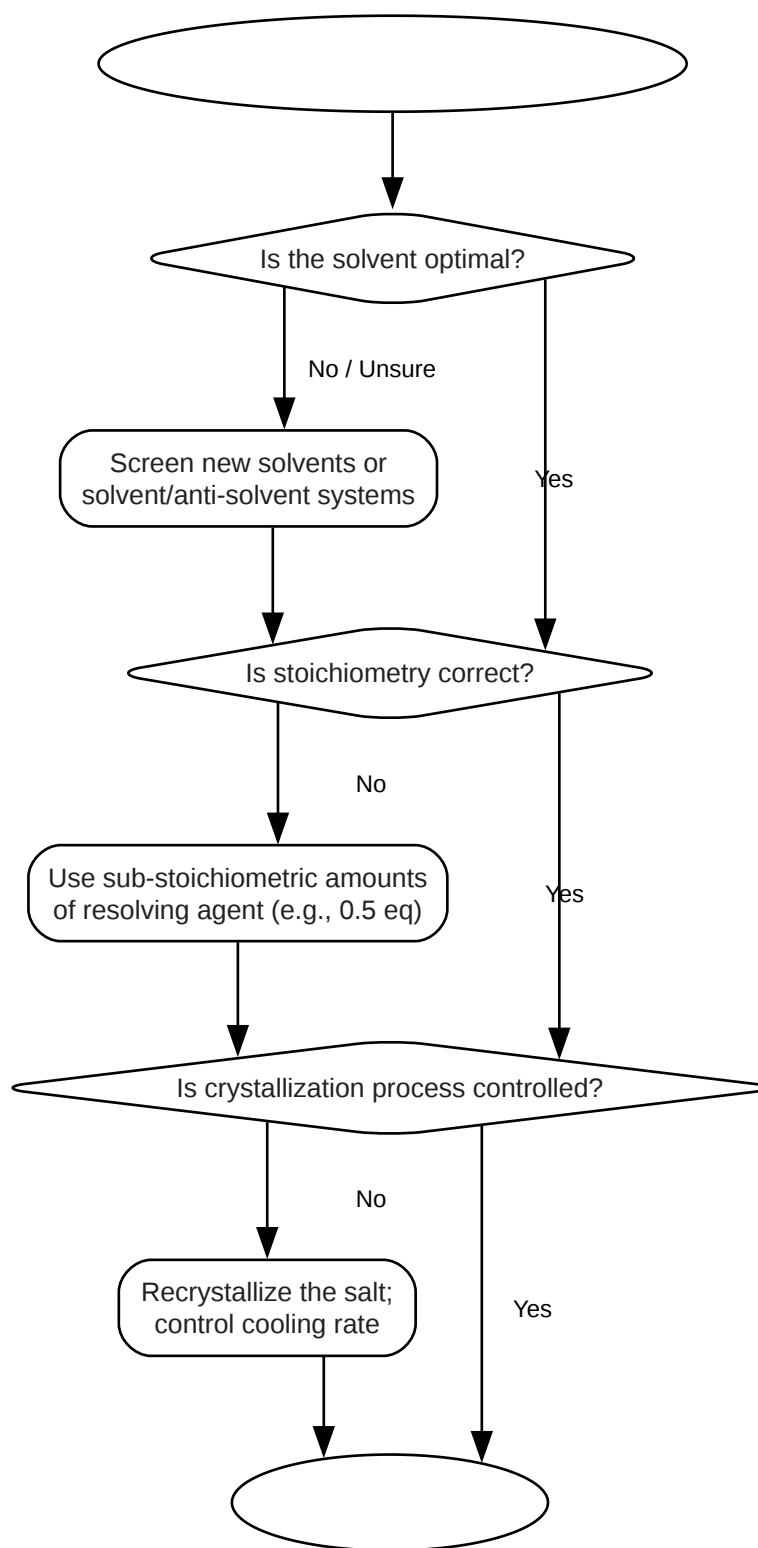 Is the solvent optimal?
No / Unsure
Screen new solvents or
solvent/anti-solvent systems
Yes
Is stoichiometry correct?
No
Use sub-stoichiometric amounts
of resolving agent (e.g., 0.5 eq)
Yes
Is crystallization process controlled?
No
Recrystallize the salt;
control cooling rate
Yes